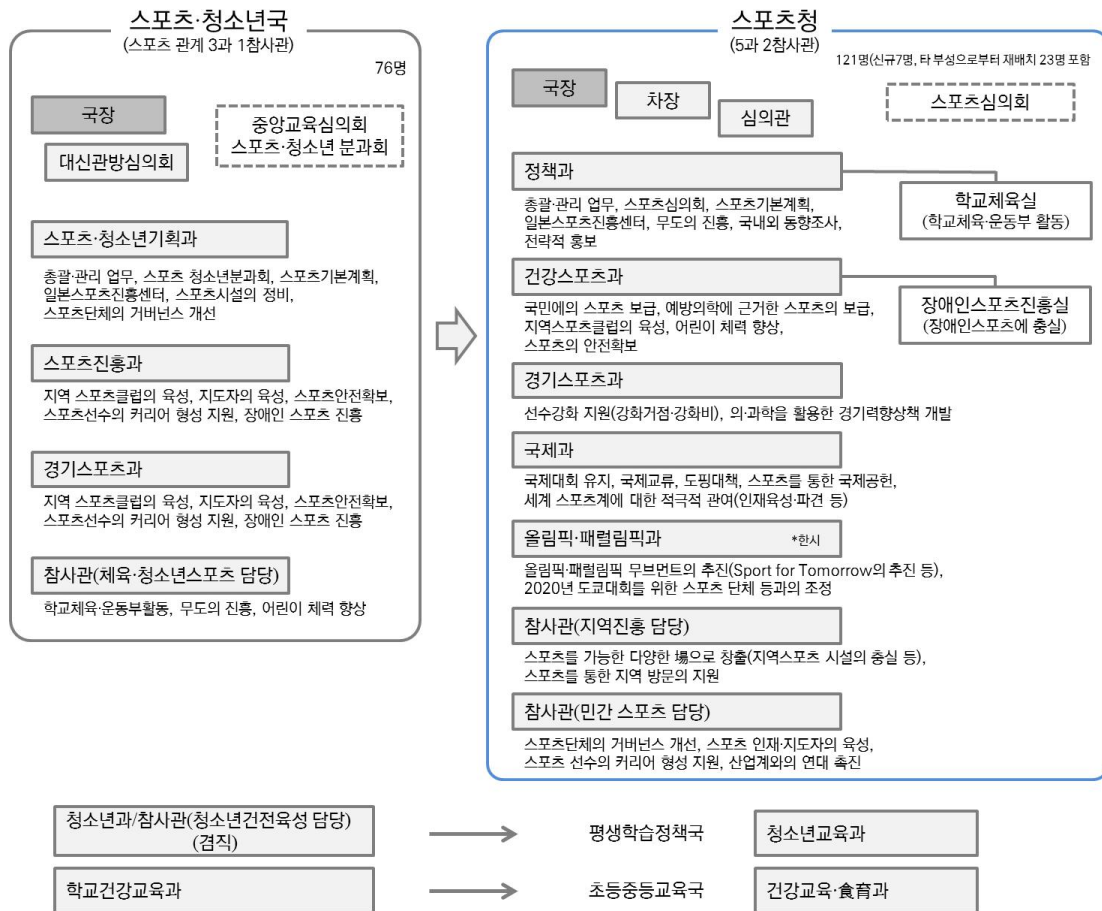 스포츠·청소년국
(스포츠 관계 3과 1참사관)
76명
국장
대신관방심의회
중앙교육심의회
스포츠·청소년 분과회
스포츠·청소년기획과
총괄·관리 업무, 스포츠 청소년분과회, 스포츠기본계획,
일본스포츠진흥센터, 스포츠시설의 정비,
스포츠단체의 거버넌스 개선
스포츠진흥과
지역 스포츠클럽의 육성, 지도자의 육성, 스포츠안전확보,
스포츠선수의 커리어 형성 지원, 장애인 스포츠 진흥
경기스포츠과
지역 스포츠클럽의 육성, 지도자의 육성, 스포츠안전확보,
스포츠선수의 커리어 형성 지원, 장애인 스포츠 진흥
참사관(체육·청소년스포츠 담당)
학교체육·운동부활동, 무도의 진흥, 어린이 체력 향상
스포츠청
(5과 2참사관)
121명(신규7명, 타 부성으로부터 재배치 23명 포함
국장
차장
심의관
스포츠심의회
정책과
총괄·관리 업무, 스포츠심의회, 스포츠기본계획,
일본스포츠진흥센터, 무도의 진흥, 국내외 동향조사,
전략적 홍보
학교체육실
(학교체육·운동부 활동)
건강스포츠과
국민에의 스포츠 보급, 예방의학에 근거한 스포츠의 보급,
지역스포츠클럽의 육성, 어린이 체력 향상,
스포츠의 안전확보
장애인스포츠진흥실
(장애인스포츠에 충실)
경기스포츠과
선수강화 지원(강화거점·강화비), 의·과학을 활용한 경기력향상책 개발
국제과
국제대회 유지, 국제교류, 도핑대책, 스포츠를 통한 국제공헌,
세계 스포츠계에 대한 적극적 관여(인재육성·파견 등)
올림픽·패럴림픽과 *한시
올림픽·패럴림픽 무브먼트의 추진(Sport for Tomorrow의 추진 등),
2020년 도쿄대회를 위한 스포츠 단체 등과의 조정
참사관(지역진흥 담당)
스포츠를 가능한 다양한 場으로 창출(지역스포츠 시설의 충실 등),
스포츠를 통한 지역 방문의 지원
참사관(민간 스포츠 담당)
스포츠단체의 거버넌스 개선, 스포츠 인재·지도자의 육성,
스포츠 선수의 커리어 형성 지원, 산업계와의 연대 촉진
청소년과/참사관(청소년건전육성 담당)
(겸직)
평생학습정책국
청소년교육과
학교건강교육과
초등중등교육국
건강교육·食育과